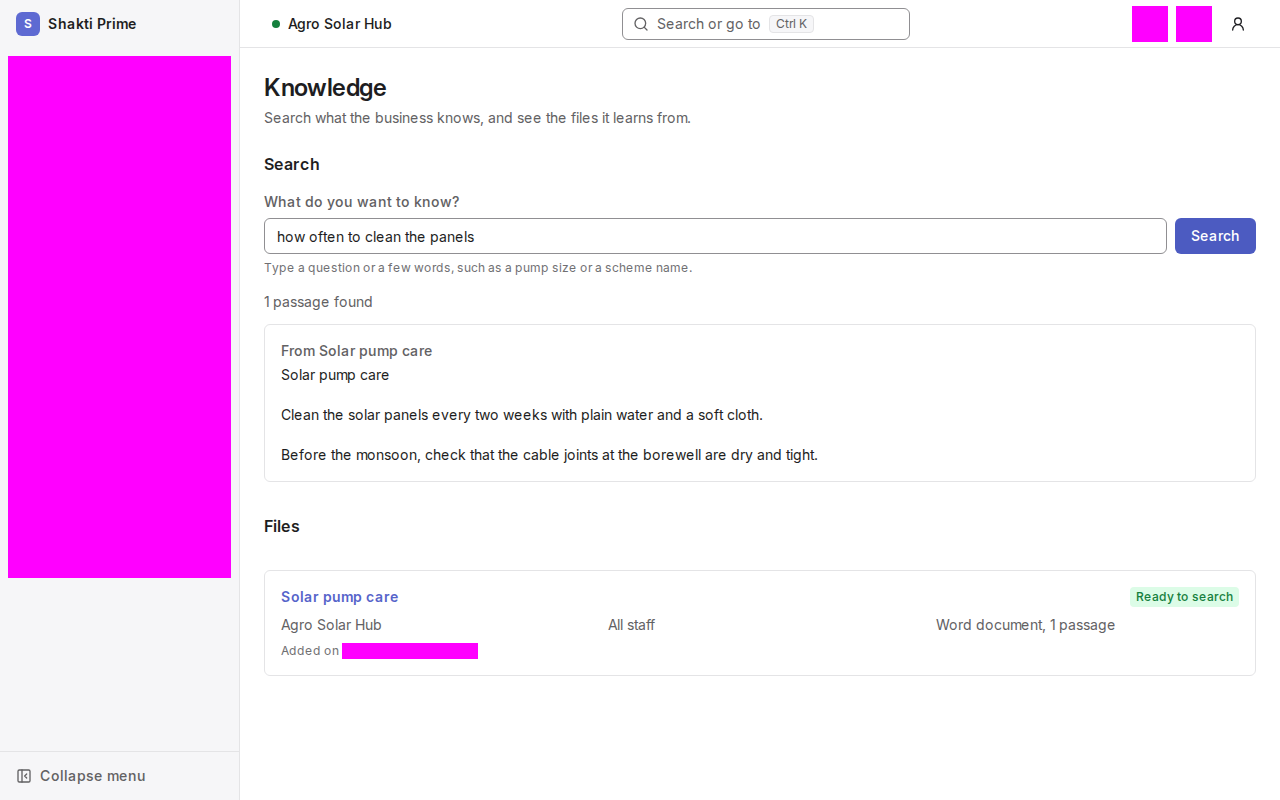 S Shakti Prime
Agro Solar Hub
Search or go to Ctrl K
Knowledge
Search what the business knows, and see the files it learns from.
Search
What do you want to know?
how often to clean the panels
Search
Type a question or a few words, such as a pump size or a scheme name.
1 passage found
From Solar pump care
Solar pump care
Clean the solar panels every two weeks with plain water and a soft cloth.
Before the monsoon, check that the cable joints at the borewell are dry and tight.
Files
Solar pump care
Ready to search
Agro Solar Hub
All staff
Word document, 1 passage
Added on
Collapse menu